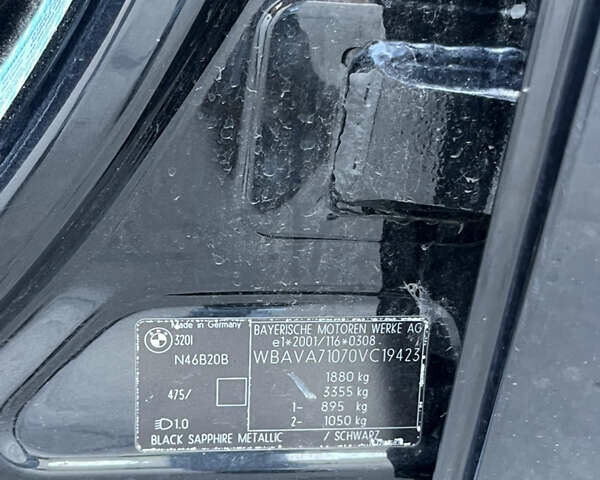 Made in Germany
320I
N46B20B
475/
1.0
BLACK SAPPHIRE METALLIC / SCHWARZ
BAYERISCHE MOTOREN WERKE AG
e1*2001/116*0308-
WBAVA71070VC19423
1880 kg
3355 kg
1- 895 kg
2- 1050 kg